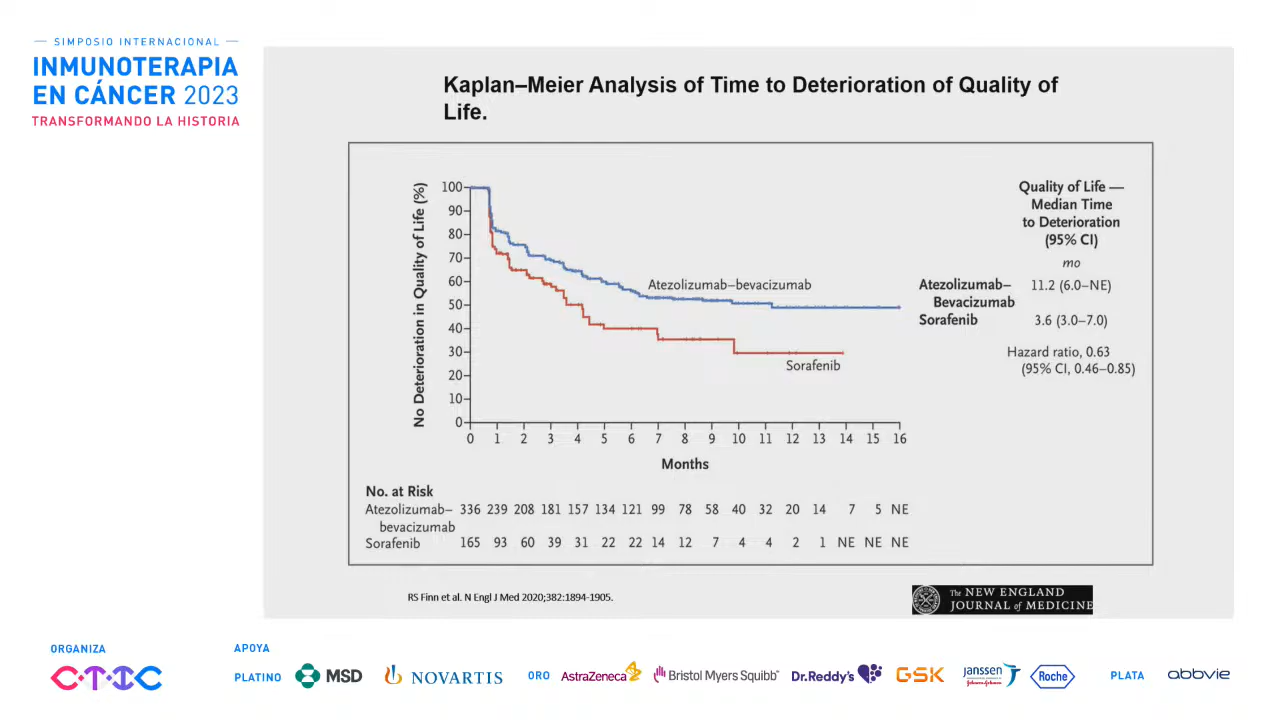 SIMPOSIO INTERNACIONAL
INMUNOTERAPIA
EN CÁNCER 2023
TRANSFORMANDO LA HISTORIA
Kaplan–Meier Analysis of Time to Deterioration of Quality of
Life.
No Deterioration in Quality of Life (%)
100
90
80
70
60
50
40
30
20
10
0
Atezolizumab–bevacizumab
Sorafenib
0 1 2 3 4 5 6 7 8 9 10 11 12 13 14 15 16
Months
Quality of Life —
Median Time
to Deterioration
(95% CI)
mo
Atezolizumab– 11.2 (6.0–NE)
Bevacizumab
Sorafenib 3.6 (3.0–7.0)
Hazard ratio, 0.63
(95% CI, 0.46–0.85)
No. at Risk
Atezolizumab– 336 239 208 181 157 134 121 99 78 58 40 32 20 14 7 5 NE
bevacizumab
Sorafenib 165 93 60 39 31 22 22 14 12 7 4 4 2 1 NE NE NE
RS Finn et al. N Engl J Med 2020;382:1894-1905.
The NEW ENGLAND
JOURNAL of MEDICINE
ORGANIZA
CTIC
APOYA
PLATINO MSD NOVARTIS ORO AstraZeneca Bristol Myers Squibb Dr.Reddy's GSK Janssen Roche PLATA abbvie